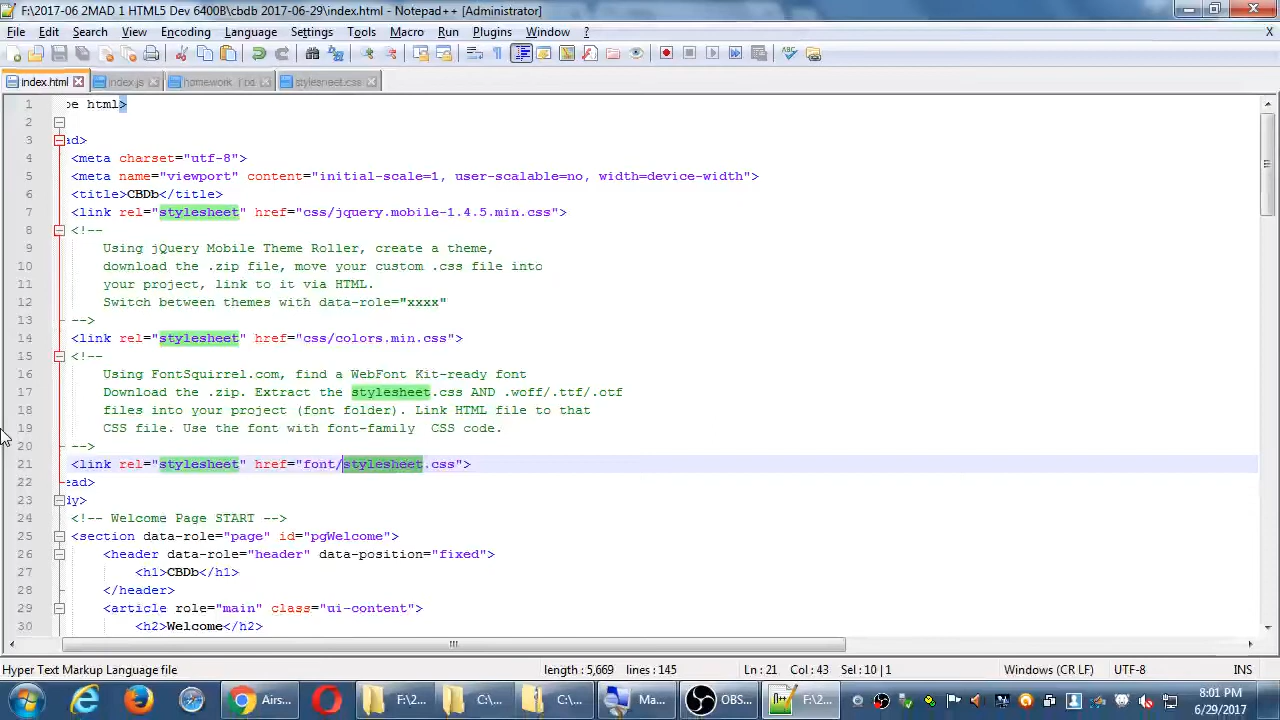 F:\2017-06 2MAD 1 HTML5 Dev 6400B\cbdb 2017-06-29\index.html - Notepad++ [Administrator]
File Edit Search View Encoding Language Settings Tools Macro Run Plugins Window ? X
index.html index.js homework stylesheet.css
1 pe html>
2
3 ad>
4 <meta charset="utf-8">
5 <meta name="viewport" content="initial-scale=1, user-scalable=no, width=device-width">
6 <title>CBDb</title>
7 <link rel="stylesheet" href="css/jquery.mobile-1.4.5.min.css">
8 <!--
9 Using jQuery Mobile Theme Roller, create a theme,
10 download the .zip file, move your custom .css file into
11 your project, link to it via HTML.
12 Switch between themes with data-role="xxxx"
13 -->
14 <link rel="stylesheet" href="css/colors.min.css">
15 <!--
16 Using FontSquirrel.com, find a WebFont Kit-ready font
17 Download the .zip. Extract the stylesheet.css AND .woff/.ttf/.otf
18 files into your project (font folder). Link HTML file to that
19 CSS file. Use the font with font-family  CSS code.
20 -->
21 <link rel="stylesheet" href="font/stylesheet.css">
22 ead>
23 dy>
24 <!-- Welcome Page START -->
25 <section data-role="page" id="pgWelcome">
26 <header data-role="header" data-position="fixed">
27 <h1>CBDb</h1>
28 </header>
29 <article role="main" class="ui-content">
30 <h2>Welcome</h2>
Hyper Text Markup Language file length : 5,669 lines : 145 Ln : 21 Col : 43 Sel : 10 | 1 Windows (CR LF) UTF-8 INS
Airs... F:\2... C:\... C:\... Ma... OBS... F:\2... 8:01 PM
6/29/2017